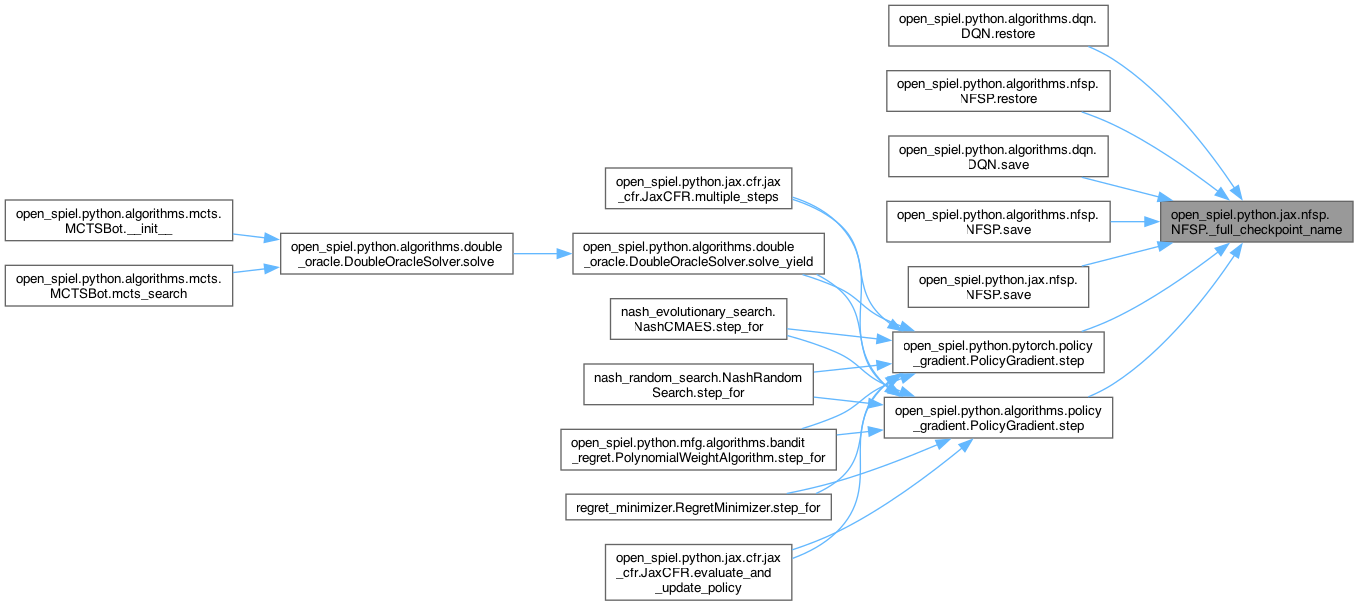 open_spiel.python.algorithms.mcts.
MCTSBot.__init__
open_spiel.python.algorithms.mcts.
MCTSBot.mcts_search
open_spiel.python.algorithms.double
_oracle.DoubleOracleSolver.solve
open_spiel.python.jax.cfr.jax
_cfr.JaxCFR.multiple_steps
open_spiel.python.algorithms.double
_oracle.DoubleOracleSolver.solve_yield
nash_evolutionary_search.
NashCMAES.step_for
nash_random_search.NashRandom
Search.step_for
open_spiel.python.mfg.algorithms.bandit
_regret.PolynomialWeightAlgorithm.step_for
regret_minimizer.RegretMinimizer.step_for
open_spiel.python.jax.cfr.jax
_cfr.JaxCFR.evaluate_and
_update_policy
open_spiel.python.algorithms.dqn.
DQN.restore
open_spiel.python.algorithms.nfsp.
NFSP.restore
open_spiel.python.algorithms.dqn.
DQN.save
open_spiel.python.algorithms.nfsp.
NFSP.save
open_spiel.python.jax.nfsp.
NFSP.save
open_spiel.python.pytorch.policy
_gradient.PolicyGradient.step
open_spiel.python.algorithms.policy
_gradient.PolicyGradient.step
open_spiel.python.jax.nfsp.
NFSP._full_checkpoint_name